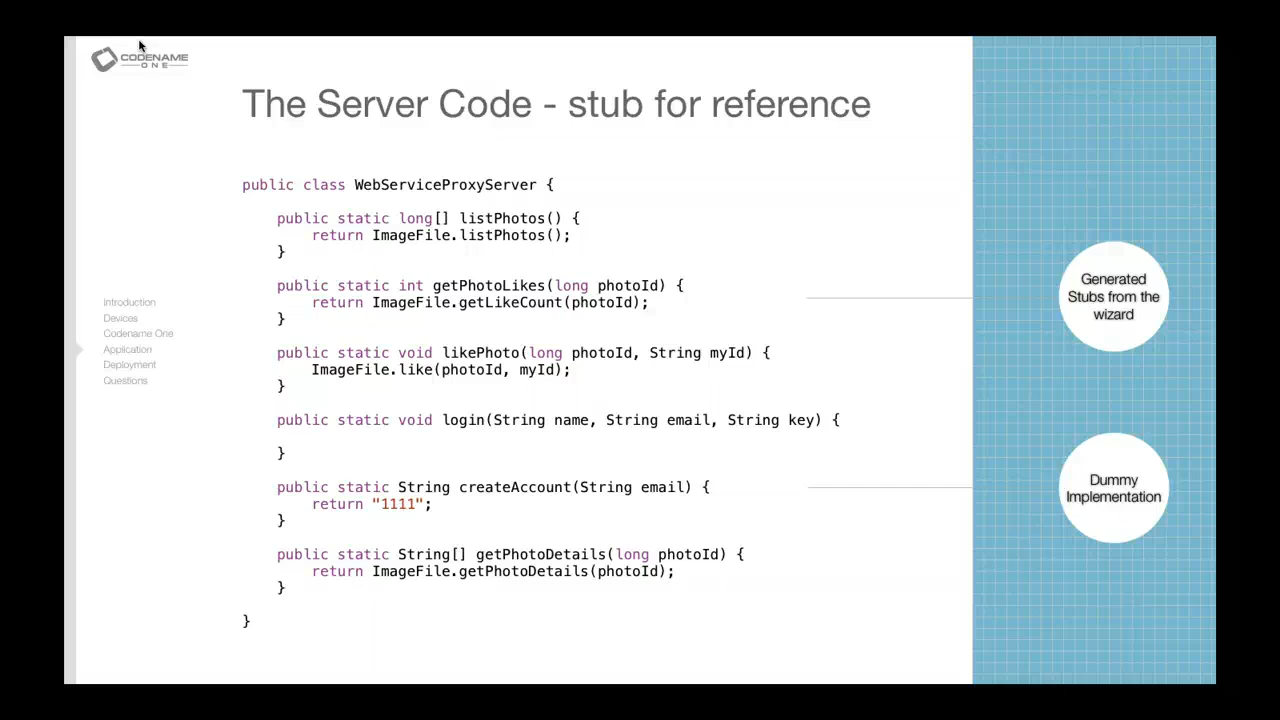 CODENAME
ONE
The Server Code - stub for reference
public class WebServiceProxyServer {
    public static long[] listPhotos() {
        return ImageFile.listPhotos();
    }
    public static int getPhotoLikes(long photoId) {
        return ImageFile.getLikeCount(photoId);
    }
    public static void likePhoto(long photoId, String myId) {
        ImageFile.like(photoId, myId);
    }
    public static void login(String name, String email, String key) {
    }
    public static String createAccount(String email) {
        return "1111";
    }
    public static String[] getPhotoDetails(long photoId) {
        return ImageFile.getPhotoDetails(photoId);
    }
}
Introduction
Devices
Codename One
Application
Deployment
Questions
Generated
Stubs from the
wizard
Dummy
Implementation